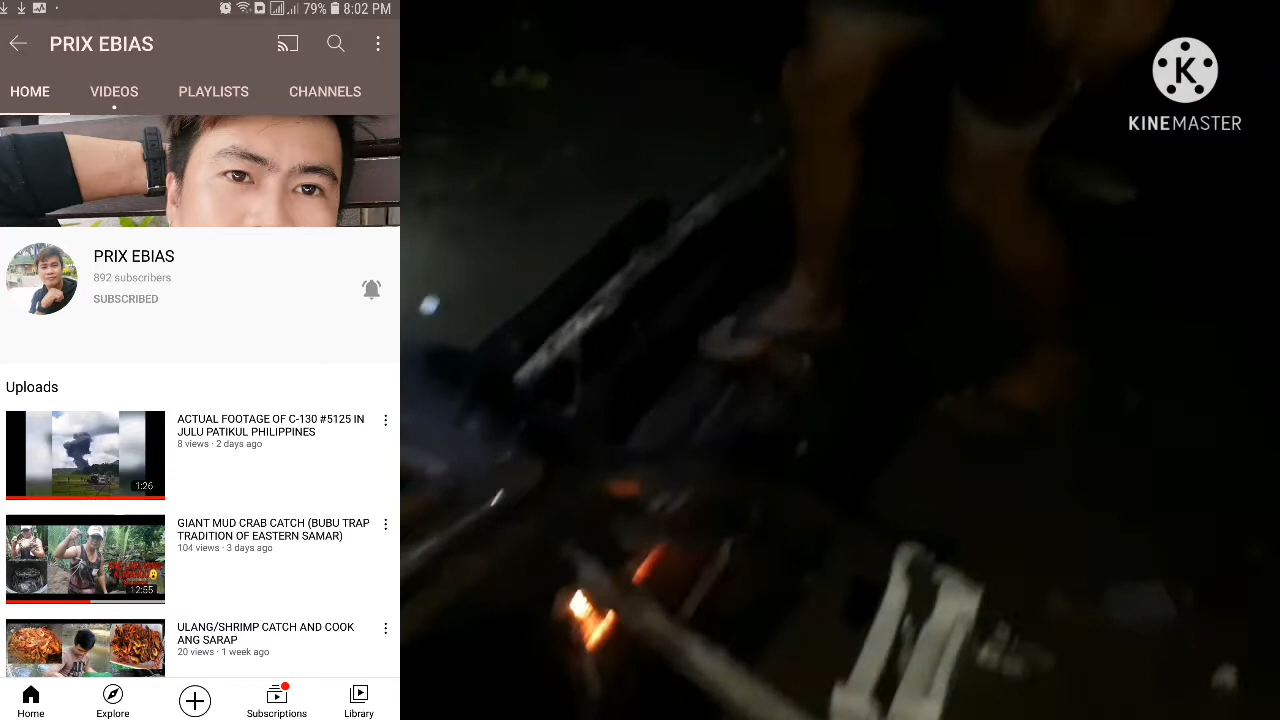 79% 8:02 PM
PRIX EBIAS
HOME VIDEOS PLAYLISTS CHANNELS
PRIX EBIAS
892 subscribers
SUBSCRIBED
Uploads
ACTUAL FOOTAGE OF C-130 #5125 IN
JULU PATIKUL PHILIPPINES
8 views · 2 days ago
1:26
GIANT MUD CRAB CATCH (BUBU TRAP
TRADITION OF EASTERN SAMAR)
104 views · 3 days ago
12:55
ULANG/SHRIMP CATCH AND COOK
ANG SARAP
20 views · 1 week ago
Home Explore Subscriptions Library
K
KINEMASTER